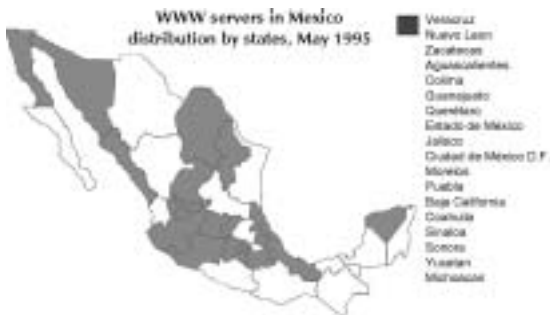 WWW servers in Mexico
distribution by states, May 1995
Veracruz
Nuevo Leon
Zacatecas
Aguascalientes
Colima
Guanajuato
Querétaro
Estado de México
Jalisco
Ciudad de México D.F
Morelos
Puebla
Baja California
Coahuila
Sinaloa
Sonora
Yucatan
Michoacan